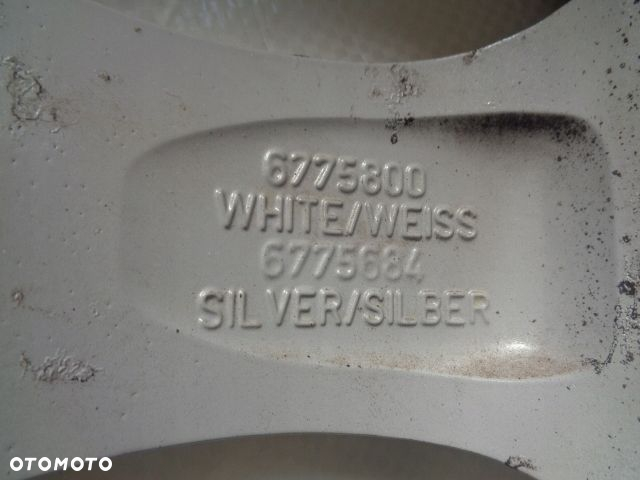 6775800
WHITE/WEISS
6775684
SILVER/SILBER
OTOMOTO